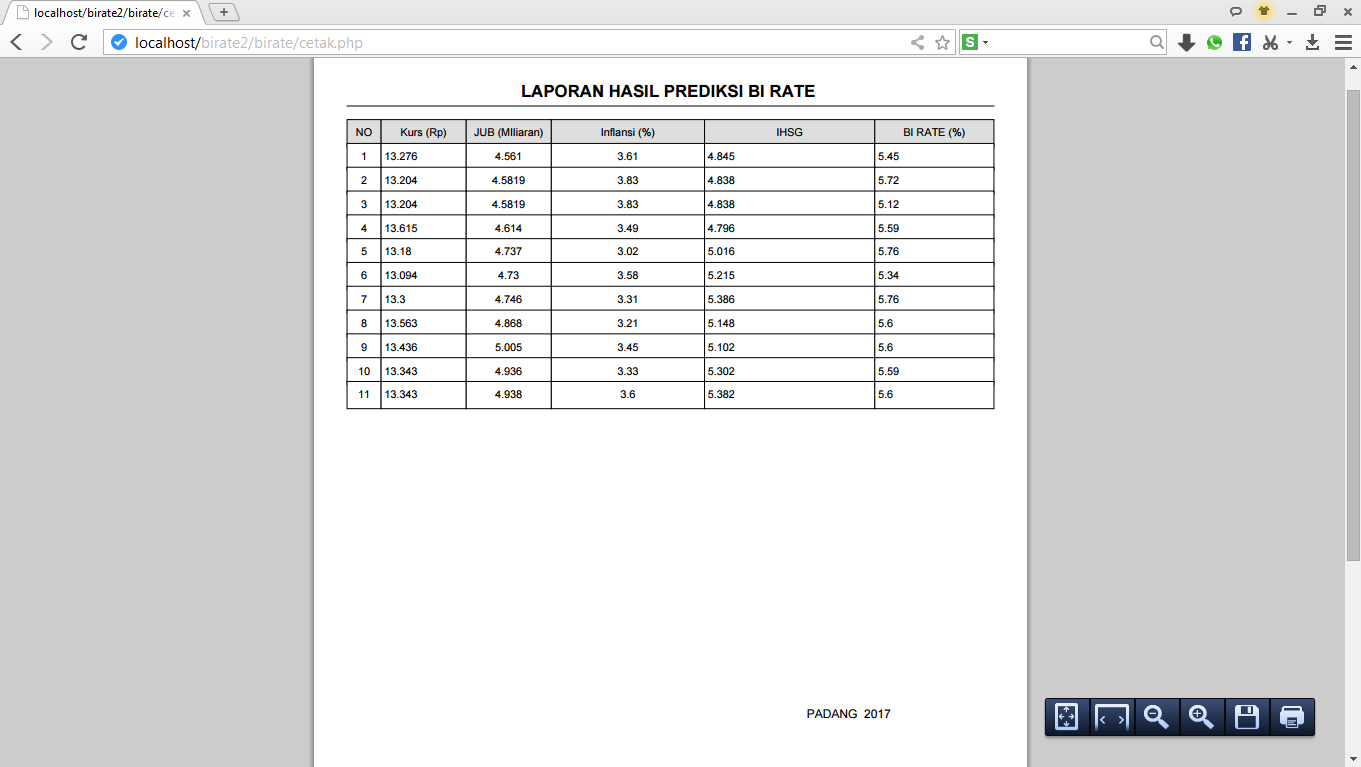 localhost/birate2/birate/ce
localhost/birate2/birate/cetak.php
LAPORAN HASIL PREDIKSI BI RATE
NO Kurs (Rp) JUB (MIliaran) Inflansi (%) IHSG BI RATE (%)
1 13.276 4.561 3.61 4.845 5.45
2 13.204 4.5819 3.83 4.838 5.72
3 13.204 4.5819 3.83 4.838 5.12
4 13.615 4.614 3.49 4.796 5.59
5 13.18 4.737 3.02 5.016 5.76
6 13.094 4.73 3.58 5.215 5.34
7 13.3 4.746 3.31 5.386 5.76
8 13.563 4.868 3.21 5.148 5.6
9 13.436 5.005 3.45 5.102 5.6
10 13.343 4.936 3.33 5.302 5.59
11 13.343 4.938 3.6 5.382 5.6
PADANG 2017